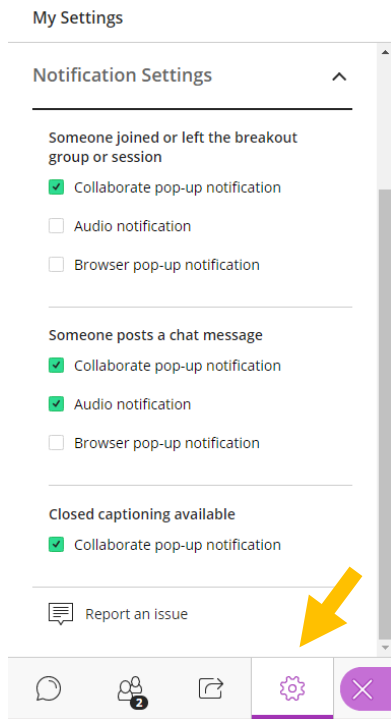 My Settings
Notification Settings
Someone joined or left the breakout
group or session
Collaborate pop-up notification
Audio notification
Browser pop-up notification
Someone posts a chat message
Collaborate pop-up notification
Audio notification
Browser pop-up notification
Closed captioning available
Collaborate pop-up notification
Report an issue
2